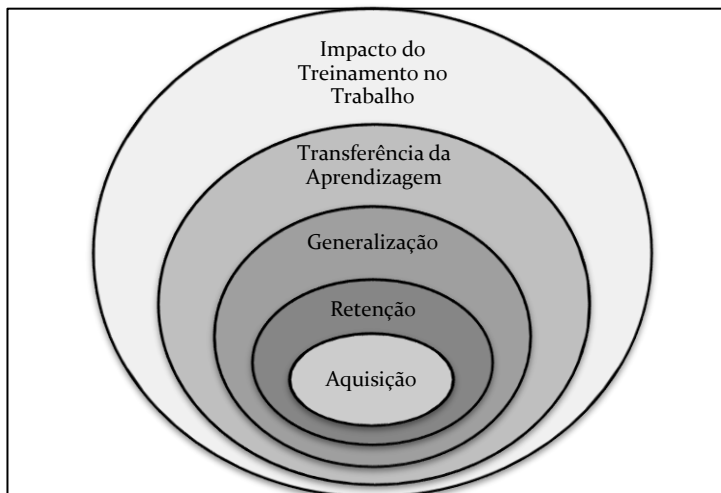 Impacto do
Treinamento no
Trabalho
Transferência da
Aprendizagem
Generalização
Retenção
Aquisição